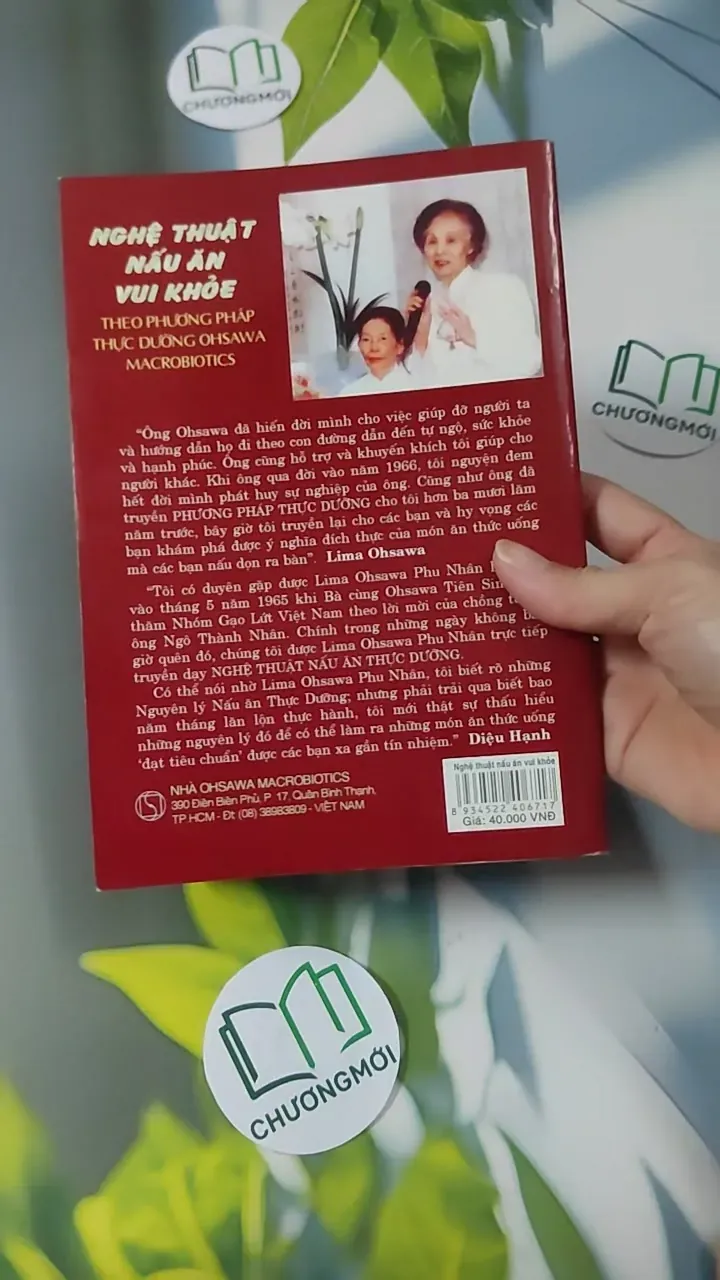 CHƯƠNGMỚI
NGHỆ THUẬT
NẤU ĂN
VUI KHỎE
THEO PHƯƠNG PHÁP
THỰC DƯỠNG OHSAWA
MACROBIOTICS
CHƯƠNGMỚI
“Ông Ohsawa đã hiến đời mình cho việc giúp đỡ người ta
và hướng dẫn họ đi theo con đường dẫn đến tự ngộ, sức khỏe
và hạnh phúc. Ông cũng hỗ trợ và khuyến khích tôi giúp cho
người khác. Khi ông qua đời vào năm 1966, tôi nguyện đem
hết đời mình phát huy sự nghiệp của ông. Cũng như ông đã
truyền PHƯƠNG PHÁP THỰC DƯỠNG cho tôi hơn ba mươi lăm
năm trước, bây giờ tôi truyền lại cho các bạn và hy vọng các
bạn khám phá được ý nghĩa đích thực của món ăn thức uống
mà các bạn nấu dọn ra bàn”. Lima Ohsawa
“Tôi có duyên gặp được Lima Ohsawa Phu Nhân
vào tháng 5 năm 1965 khi Bà cùng Ohsawa Tiên
thăm Nhóm Gạo Lứt Việt Nam theo lời mời của chồng
ông Ngô Thành Nhân. Chính trong những ngày không
giờ quên đó, chúng tôi được Lima Ohsawa Phu Nhân trực tiếp
truyền dạy NGHỆ THUẬT NẤU ĂN THỰC DƯỠNG.
Có thể nói nhờ Lima Ohsawa Phu Nhân, tôi biết rõ những
Nguyên lý Nấu ăn Thực Dưỡng; nhưng phải trải qua biết bao
năm tháng lăn lộn thực hành, tôi mới thật sự thấu hiểu
những nguyên lý đó để có thể làm ra những món ăn thức uống
‘đạt tiêu chuẩn’ được các bạn xa gần tín nhiệm.” Diệu Hạnh
NHÀ OHSAWA MACROBIOTICS
390 Điện Biên Phủ, P 17, Quận Bình Thạnh,
TP.HCM - Đt: (08) 38983809 - VIỆT NAM
Nghệ thuật nấu ăn vui khỏe
8 934522 406717
Giá: 40.000 VNĐ
CHƯƠNGMỚI